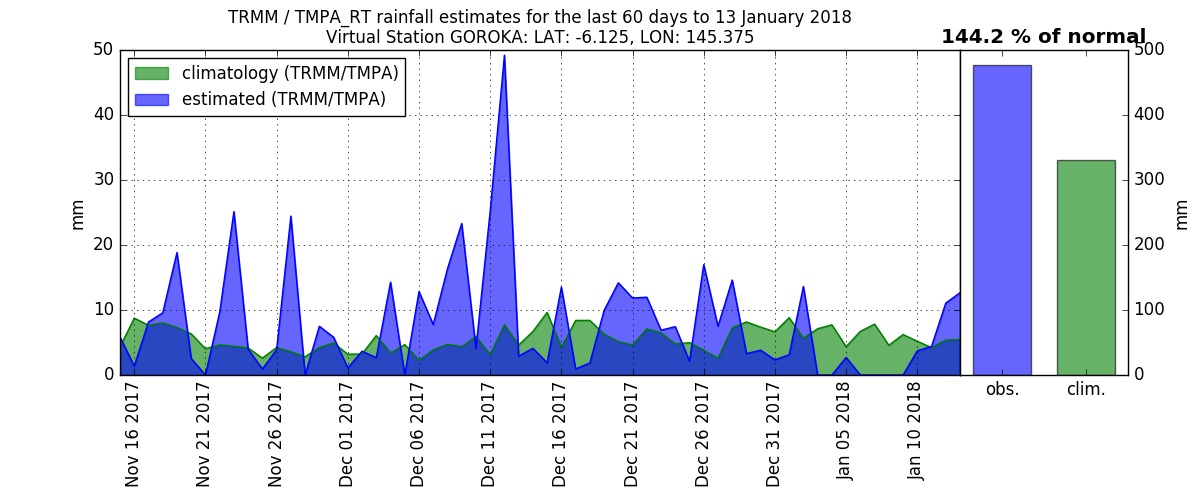 TRMM / TMPA_RT rainfall estimates for the last 60 days to 13 January 2018
Virtual Station GOROKA: LAT: -6.125, LON: 145.375
144.2 % of normal
climatology (TRMM/TMPA)
estimated (TRMM/TMPA)
50
40
30
20
10
0
mm
500
400
300
200
100
0
mm
Nov 16 2017
Nov 21 2017
Nov 26 2017
Dec 01 2017
Dec 06 2017
Dec 11 2017
Dec 16 2017
Dec 21 2017
Dec 26 2017
Dec 31 2017
Jan 05 2018
Jan 10 2018
obs.
clim.